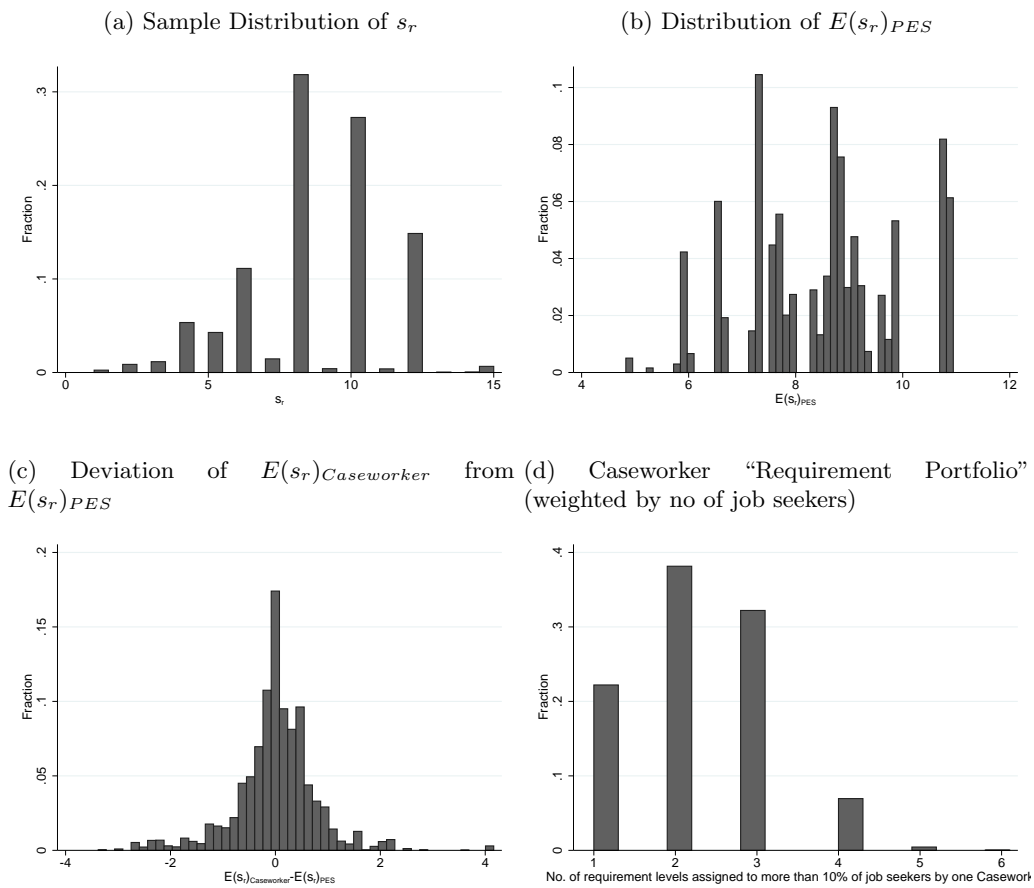 (a) Sample Distribution of s_r
(b) Distribution of E(s_r)_PES
.3
.2
.1
0
Fraction
0 5 10 15
s_r
.1
.08
.06
.04
.02
0
Fraction
4 6 8 10 12
E(s_r)_PES
(c) Deviation of E(s_r)_Caseworker from
E(s_r)_PES
(d) Caseworker “Requirement Portfolio”
(weighted by no of job seekers)
.2
.15
.1
.05
0
Fraction
-4 -2 0 2 4
E(s_r)_Caseworker-E(s_r)_PES
.4
.3
.2
.1
0
Fraction
1 2 3 4 5 6
No. of requirement levels assigned to more than 10% of job seekers by one Casework